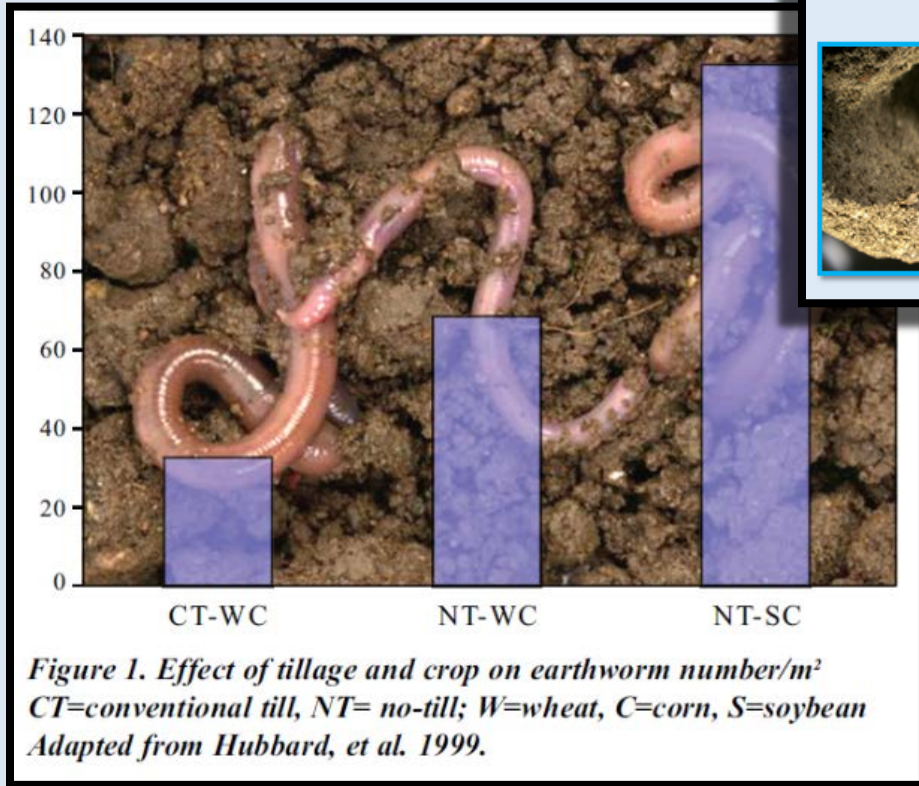 140
120
100
80
60
40
20
0
CT-WC NT-WC NT-SC
Figure 1. Effect of tillage and crop on earthworm number/m²
CT=conventional till, NT= no-till; W=wheat, C=corn, S=soybean
Adapted from Hubbard, et al. 1999.